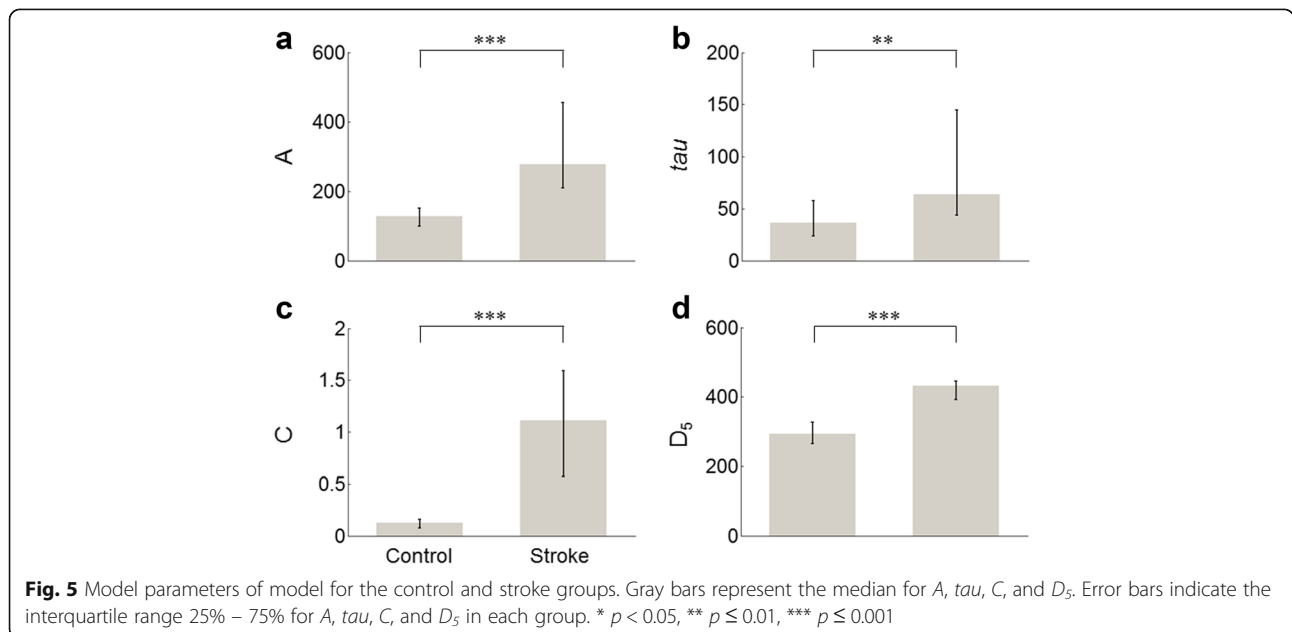 a
b
***
**
600
400
200
0
A
200
150
100
50
0
tau
c
d
***
***
2
1.5
1
0.5
0
C
Control Stroke
600
400
200
0
D5
Fig. 5 Model parameters of model for the control and stroke groups. Gray bars represent the median for A, tau, C, and D5. Error bars indicate the
interquartile range 25% – 75% for A, tau, C, and D5 in each group. * p < 0.05, ** p ≤ 0.01, *** p ≤ 0.001